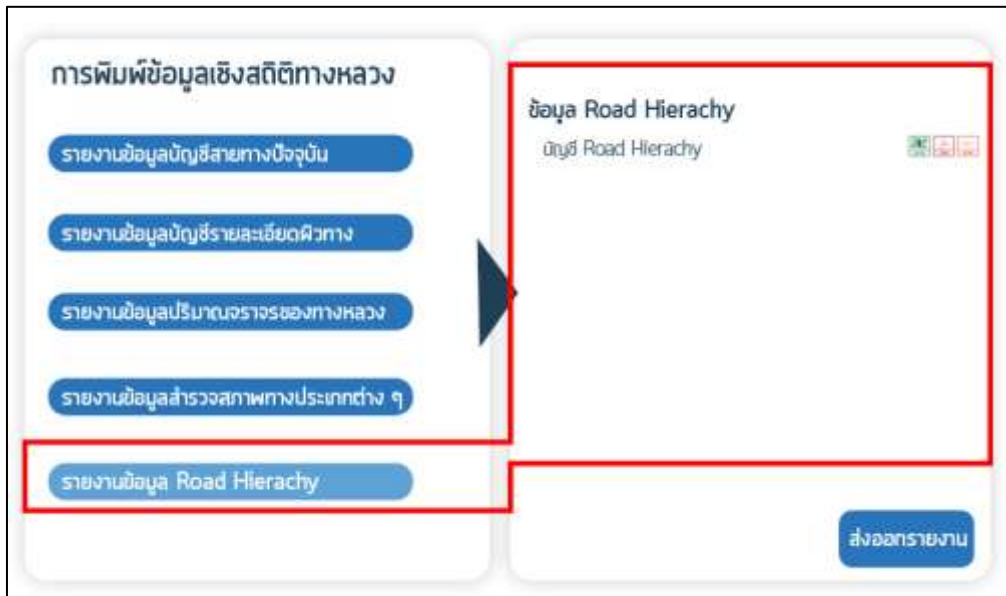 การพิมพ์ข้อมูลเชิงสถิติทางหลวง
รายงานข้อมูลบัญชีสายทางปัจจุบัน
รายงานข้อมูลบัญชีรายละเอียดผิวทาง
รายงานข้อมูลปริมาณจราจรของทางหลวง
รายงานข้อมูลสำรวจสภาพทางประเภทต่าง ๆ
รายงานข้อมูล Road Hierachy
ข้อมูล Road Hierachy
บัญชี Road Hierachy
ส่งออกรายงาน